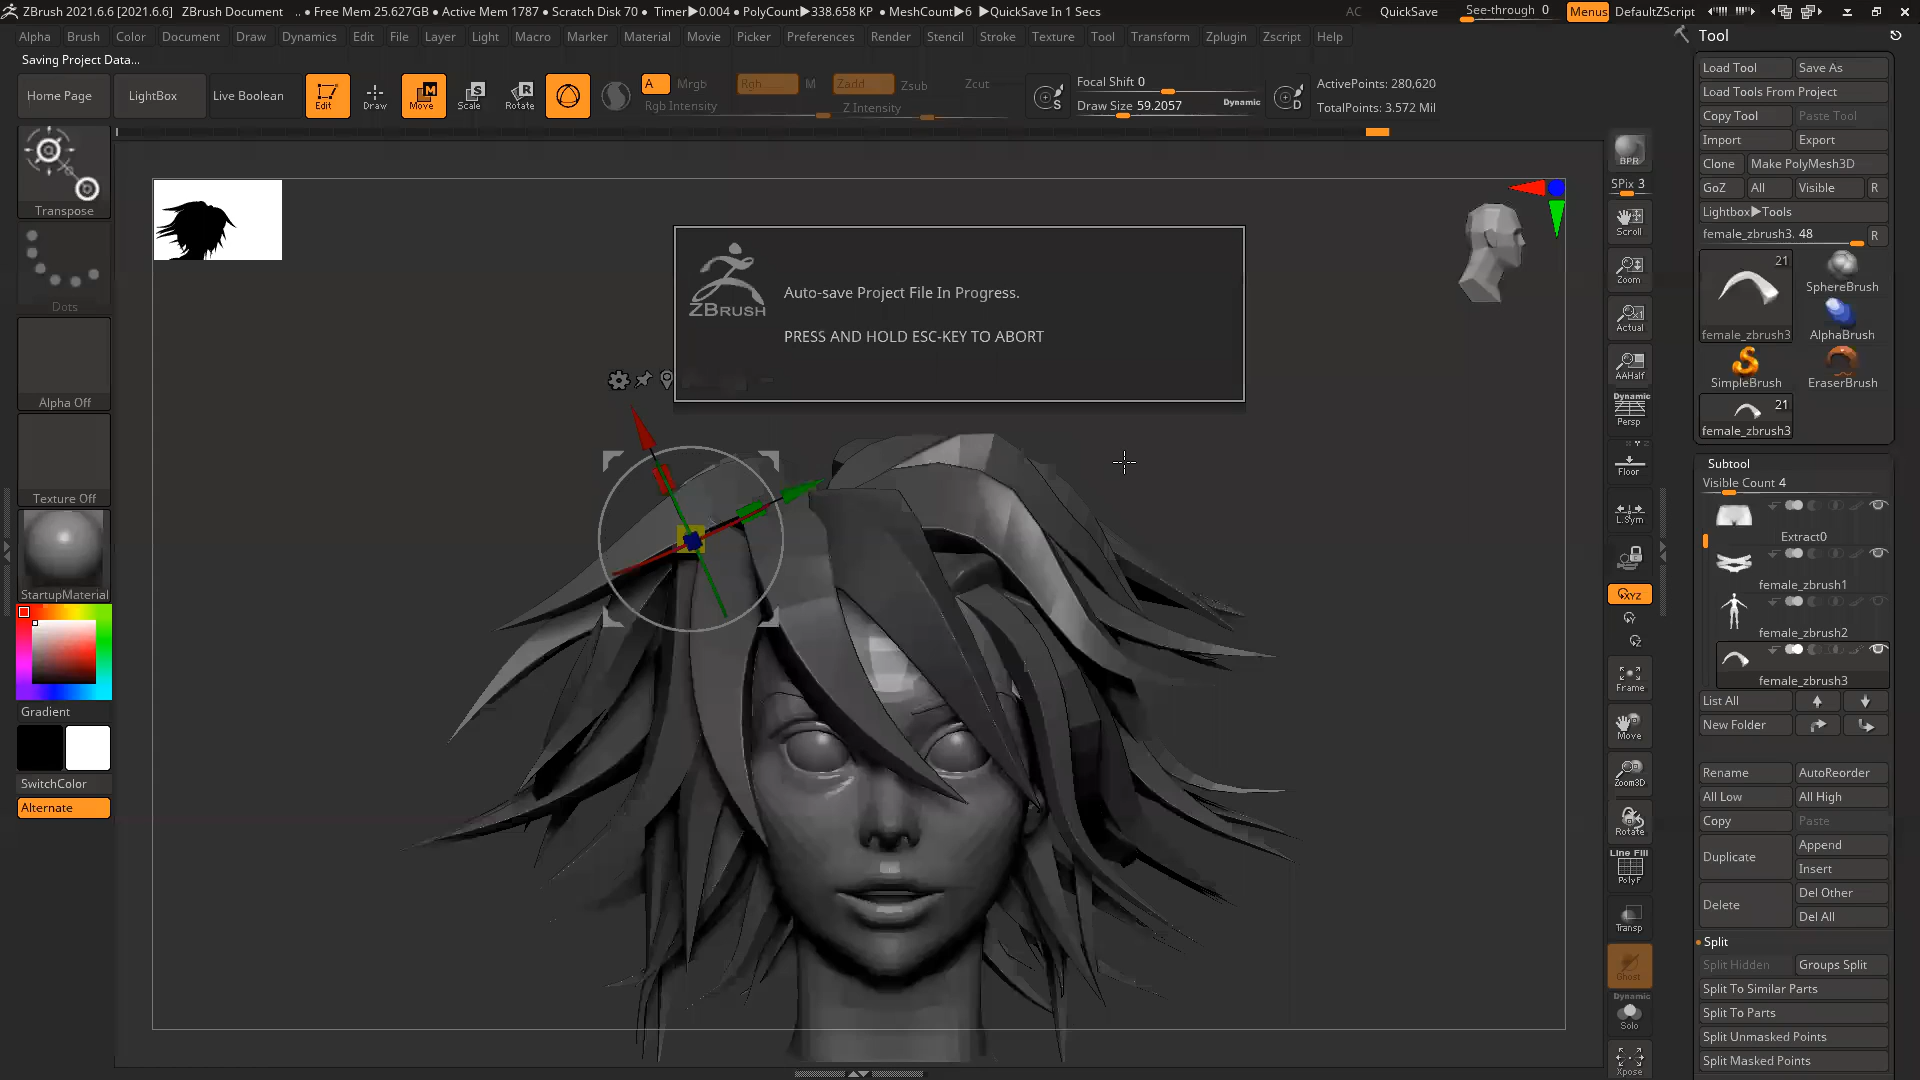 ZBrush 2021.6.6 [2021.6.6] ZBrush Document .. • Free Mem 25.627GB • Active Mem 1787 • Scratch Disk 70 • Timer▶0.004 • PolyCount▶338.658 KP • MeshCount▶6 ▶QuickSave In 1 Secs AC QuickSave See-through 0 Menus DefaultZScript
Alpha Brush Color Document Draw Dynamics Edit File Layer Light Macro Marker Material Movie Picker Preferences Render Stencil Stroke Texture Tool Transform Zplugin Zscript Help
Saving Project Data...
Home Page LightBox Live Boolean Edit Draw Move Scale Rotate
A Mrgb Rgb M Zadd Zsub Zcut
Rgb Intensity Z Intensity
Focal Shift 0
Draw Size 59.2057 Dynamic
ActivePoints: 280,620
TotalPoints: 3.572 Mil
Transpose
Dots
Alpha Off
Texture Off
StartupMaterial
Gradient
SwitchColor
Alternate
ZBRUSH
Auto-save Project File In Progress.
PRESS AND HOLD ESC-KEY TO ABORT
BPR
SPix 3
Scroll
Zoom
Actual
AAHalf
Dynamic
Persp
Floor
L.Sym
XYZ
Y
Z
Frame
Move
Zoom3D
Rotate
Line Fill
PolyF
Transp
Ghost
Dynamic
Solo
Xpose
Tool
Load Tool Save As
Load Tools From Project
Copy Tool Paste Tool
Import Export
Clone Make PolyMesh3D
GoZ All Visible R
Lightbox▶Tools
female_zbrush3. 48 R
21
female_zbrush3
SphereBrush
AlphaBrush
SimpleBrush
EraserBrush
21
female_zbrush3
Subtool
Visible Count 4
Extract0
female_zbrush1
female_zbrush2
female_zbrush3
List All
New Folder
Rename AutoReorder
All Low All High
Copy Paste
Duplicate Append
Insert
Delete Del Other
Del All
Split
Split Hidden Groups Split
Split To Similar Parts
Split To Parts
Split Unmasked Points
Split Masked Points